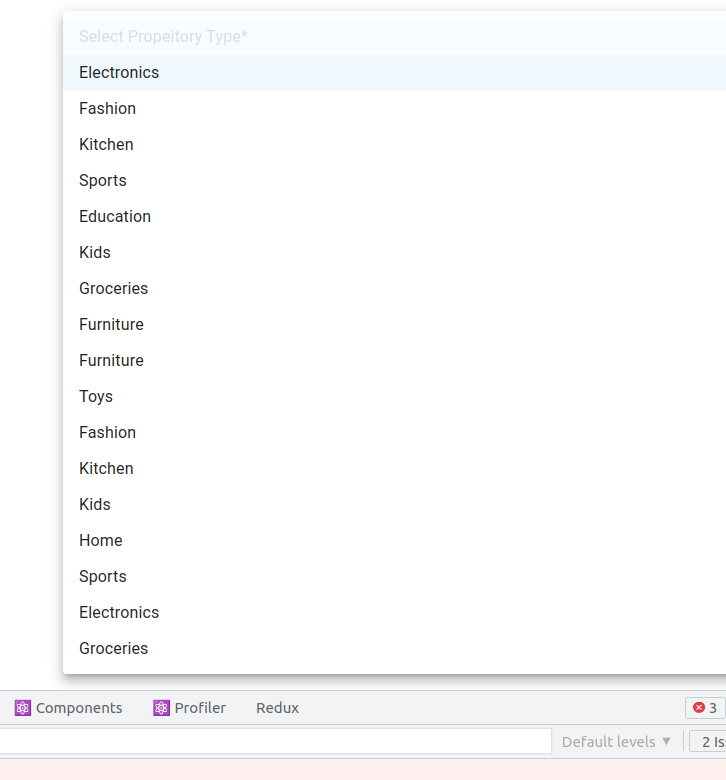 Select Propeitory Type*
Electronics
Fashion
Kitchen
Sports
Education
Kids
Groceries
Furniture
Furniture
Toys
Fashion
Kitchen
Kids
Home
Sports
Electronics
Groceries
Components Profiler Redux 3
Default levels ▼ 2 Is